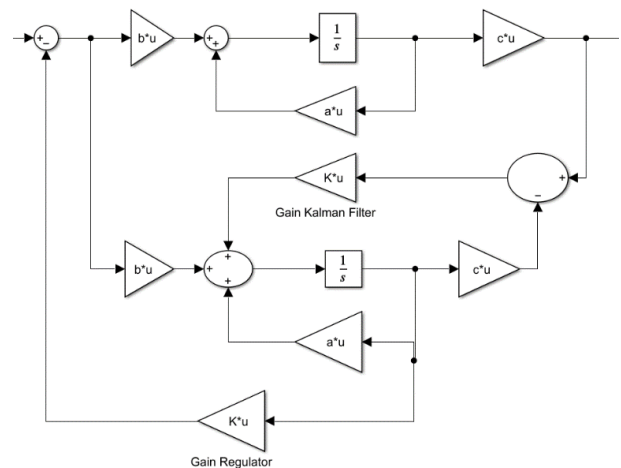 b*u
1
s
c*u
a*u
K*u
Gain Kalman Filter
b*u
1
s
c*u
a*u
K*u
Gain Regulator